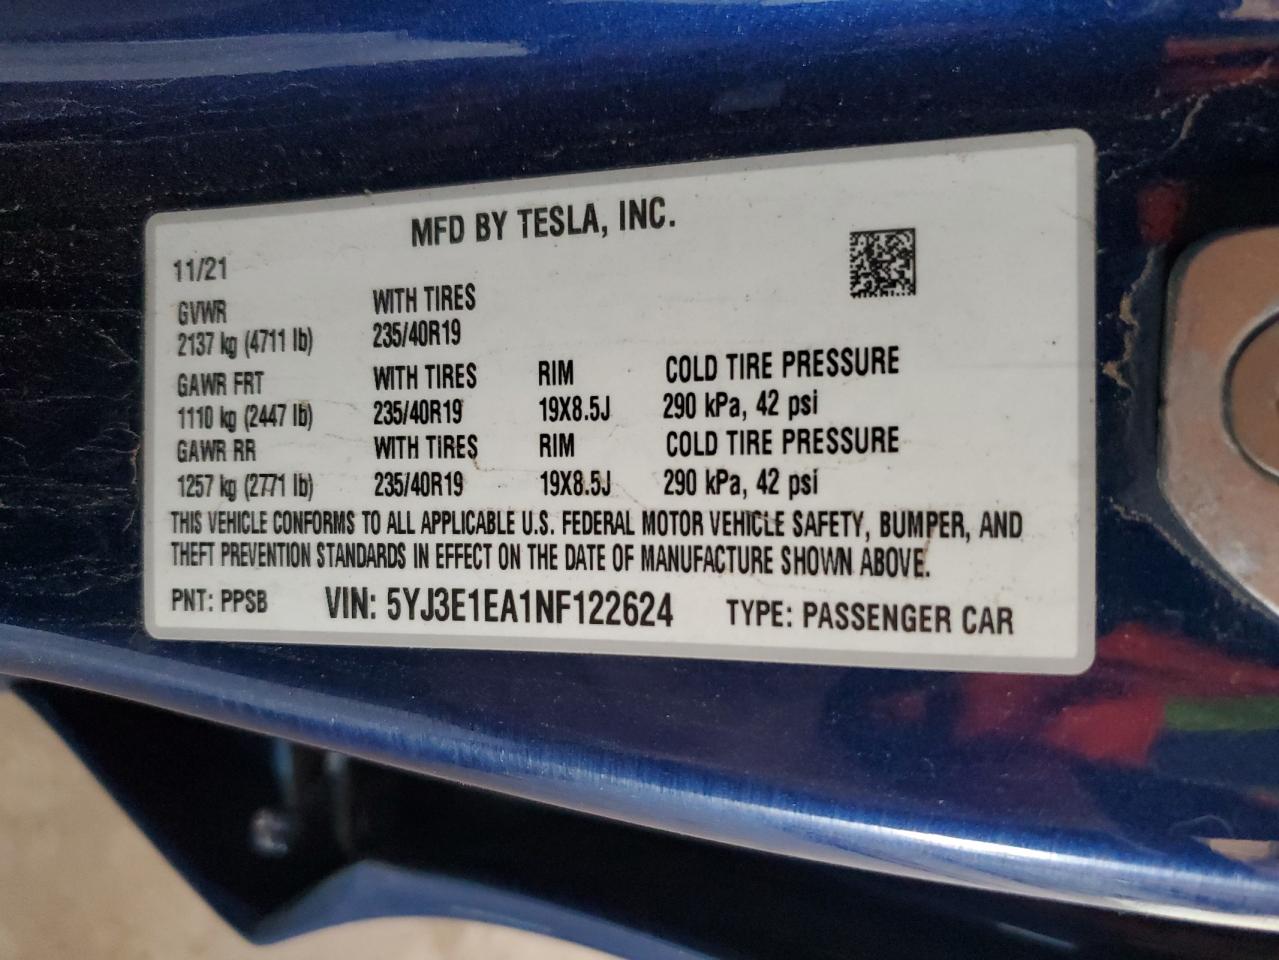 MFD BY TESLA, INC.
11/21
GVWR WITH TIRES
2137 kg (4711 lb) 235/40R19
GAWR FRT WITH TIRES RIM COLD TIRE PRESSURE
1110 kg (2447 lb) 235/40R19 19X8.5J 290 kPa, 42 psi
GAWR RR WITH TIRES RIM COLD TIRE PRESSURE
1257 kg (2771 lb) 235/40R19 19X8.5J 290 kPa, 42 psi
THIS VEHICLE CONFORMS TO ALL APPLICABLE U.S. FEDERAL MOTOR VEHICLE SAFETY, BUMPER, AND
THEFT PREVENTION STANDARDS IN EFFECT ON THE DATE OF MANUFACTURE SHOWN ABOVE.
PNT: PPSB VIN: 5YJ3E1EA1NF122624 TYPE: PASSENGER CAR